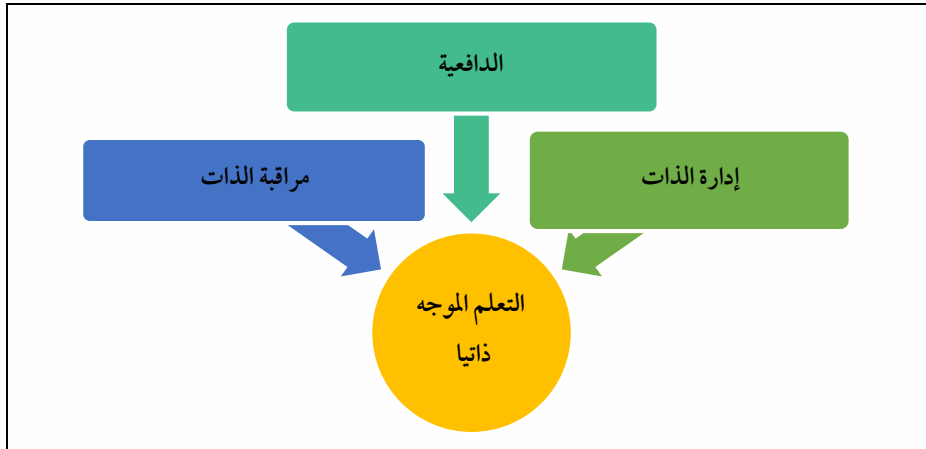 الدافعية
إدارة الذات
مراقبة الذات
التعلم الموجه
ذاتيا